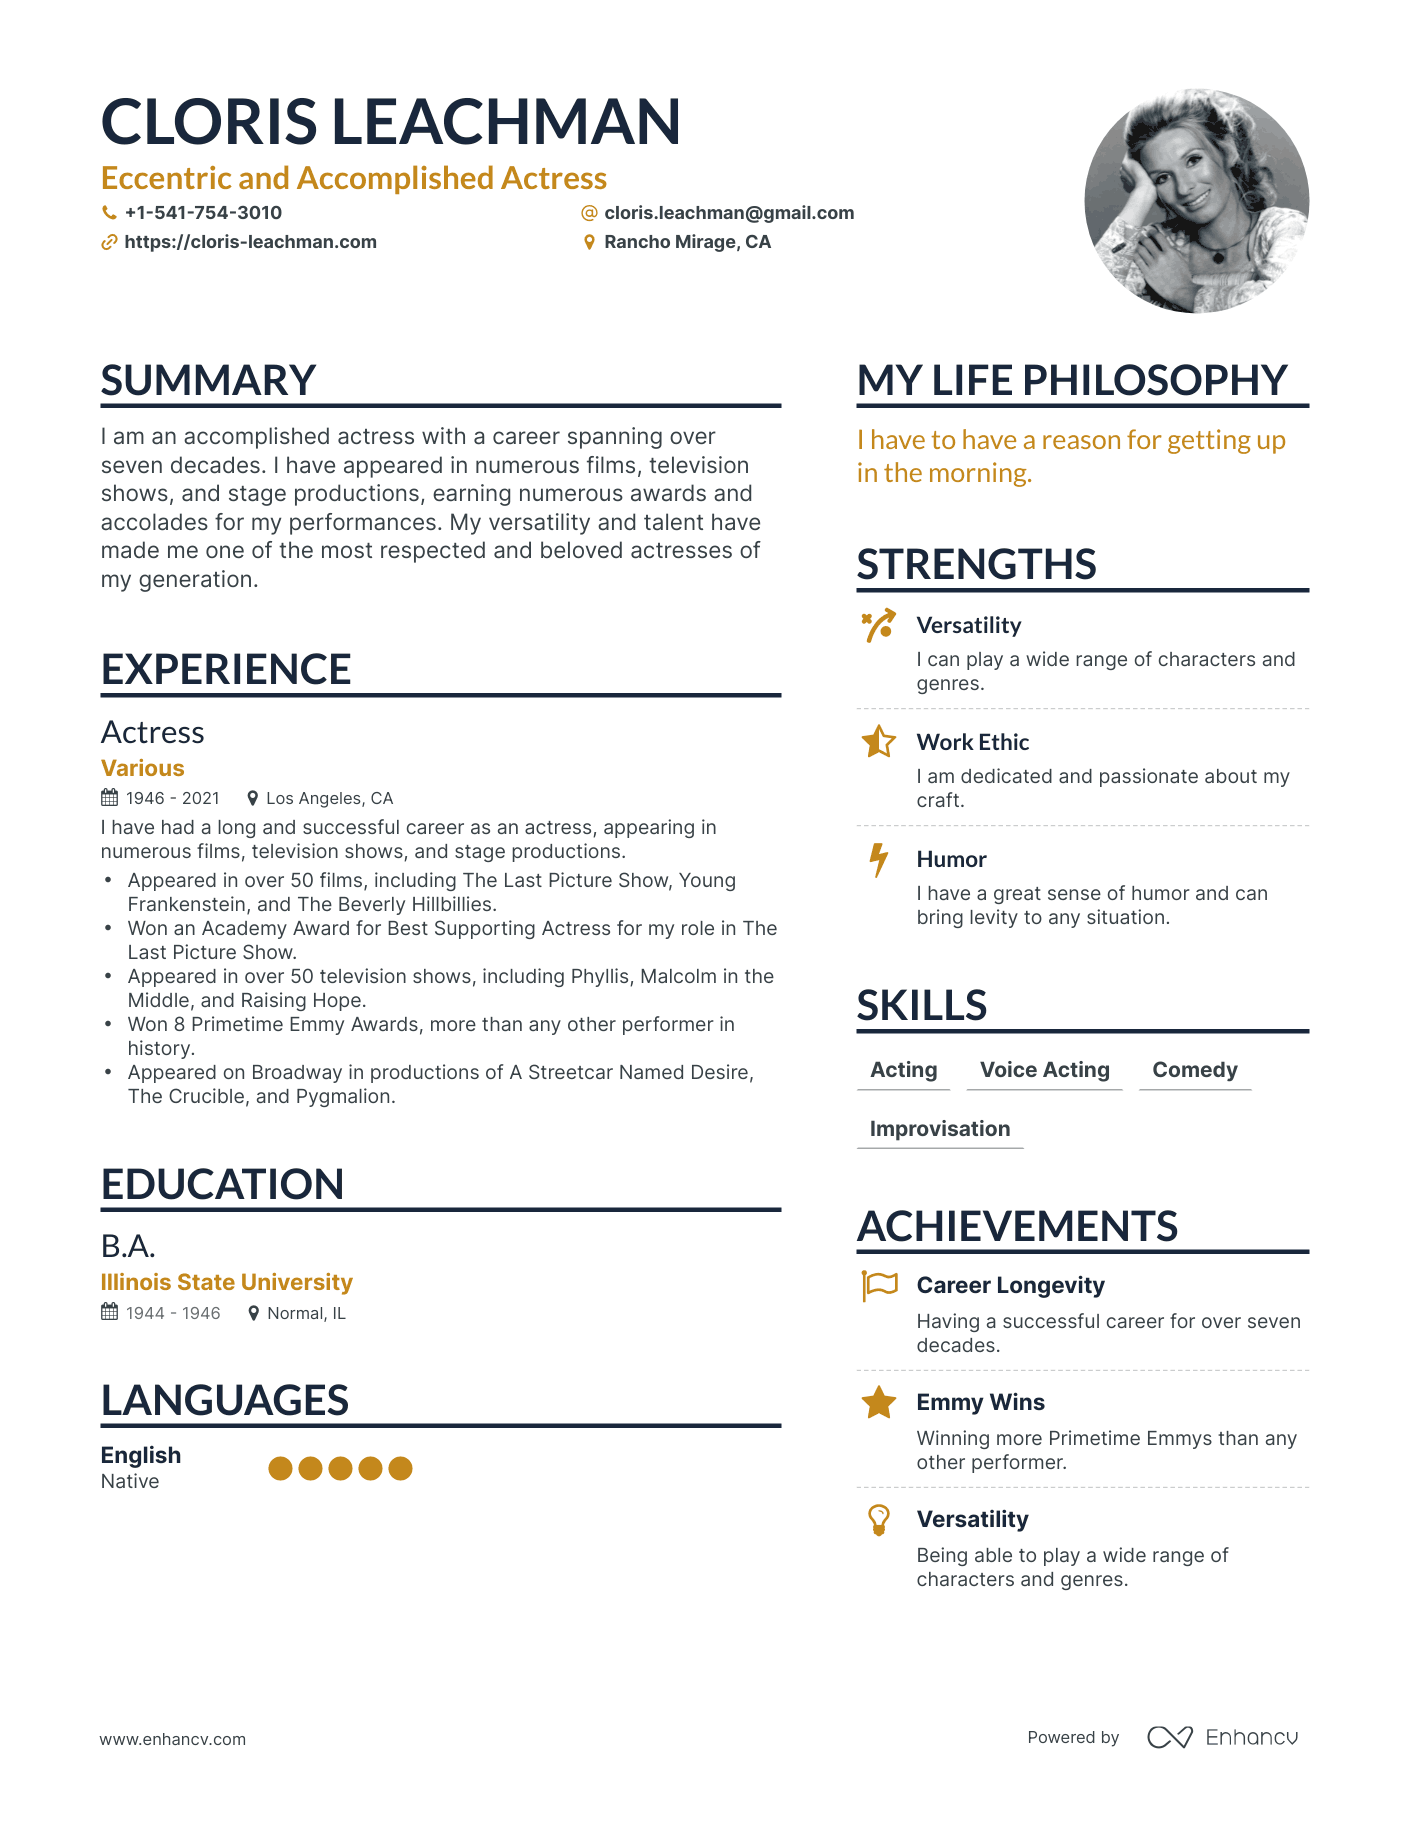 CLORIS LEACHMAN
Eccentric and Accomplished Actress
+1-541-754-3010
cloris.leachman@gmail.com
https://cloris-leachman.com
Rancho Mirage, CA
SUMMARY
I am an accomplished actress with a career spanning over
seven decades. I have appeared in numerous films, television
shows, and stage productions, earning numerous awards and
accolades for my performances. My versatility and talent have
made me one of the most respected and beloved actresses of
my generation.
EXPERIENCE
Actress
Various
1946 - 2021 Los Angeles, CA
I have had a long and successful career as an actress, appearing in
numerous films, television shows, and stage productions.
• Appeared in over 50 films, including The Last Picture Show, Young
Frankenstein, and The Beverly Hillbillies.
• Won an Academy Award for Best Supporting Actress for my role in The
Last Picture Show.
• Appeared in over 50 television shows, including Phyllis, Malcolm in the
Middle, and Raising Hope.
• Won 8 Primetime Emmy Awards, more than any other performer in
history.
• Appeared on Broadway in productions of A Streetcar Named Desire,
The Crucible, and Pygmalion.
EDUCATION
B.A.
Illinois State University
1944 - 1946 Normal, IL
LANGUAGES
English
Native
MY LIFE PHILOSOPHY
I have to have a reason for getting up
in the morning.
STRENGTHS
Versatility
I can play a wide range of characters and
genres.
Work Ethic
I am dedicated and passionate about my
craft.
Humor
I have a great sense of humor and can
bring levity to any situation.
SKILLS
Acting Voice Acting Comedy
Improvisation
ACHIEVEMENTS
Career Longevity
Having a successful career for over seven
decades.
Emmy Wins
Winning more Primetime Emmys than any
other performer.
Versatility
Being able to play a wide range of
characters and genres.
www.enhancv.com
Powered by Enhancv